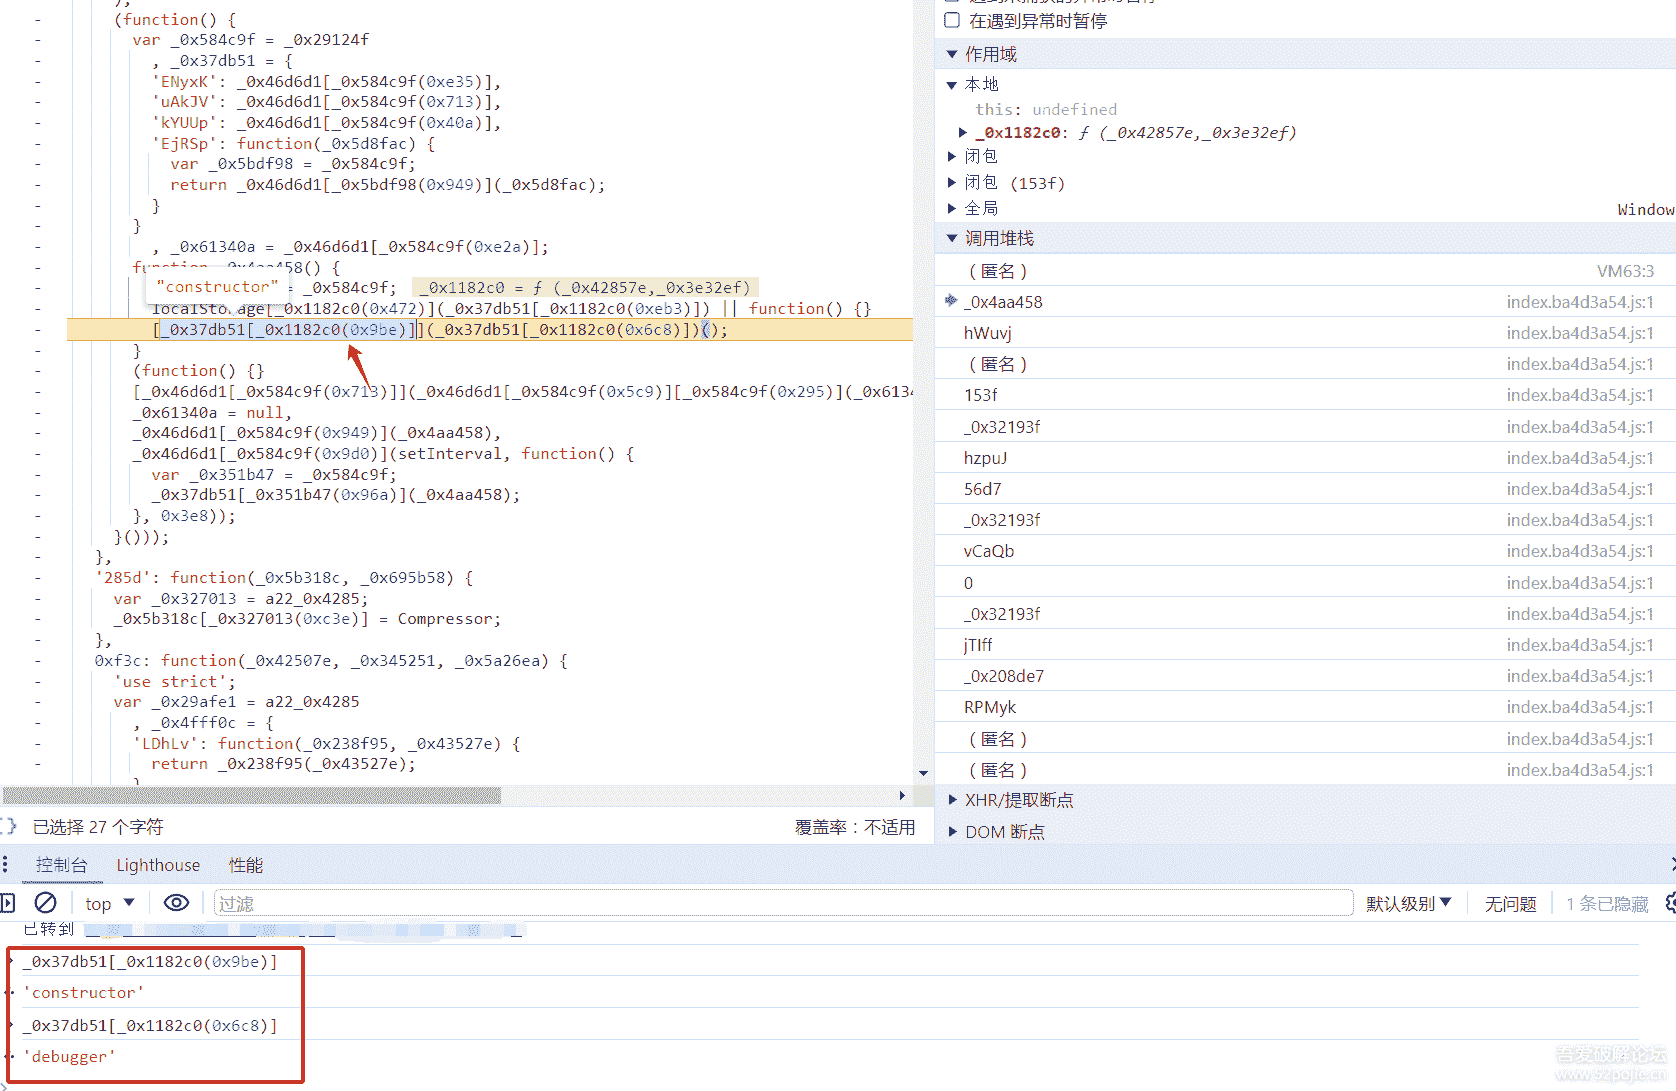 },
(function() {
var _0x584c9f = _0x29124f
, _0x37db51 = {
'ENyxK': _0x46d6d1[_0x584c9f(0xe35)],
'uAkJV': _0x46d6d1[_0x584c9f(0x713)],
'kYUUp': _0x46d6d1[_0x584c9f(0x40a)],
'EjRSp': function(_0x5d8fac) {
var _0x5bdf98 = _0x584c9f;
return _0x46d6d1[_0x5bdf98(0x949)](_0x5d8fac);
}
}
, _0x61340a = _0x46d6d1[_0x584c9f(0xe2a)];
"constructor"
= _0x584c9f; _0x1182c0 = ƒ (_0x42857e,_0x3e32ef)
[_0x1182c0(0x472)](_0x37db51[_0x1182c0(0xeb3)]) || function() {}
[_0x37db51[_0x1182c0(0x9be)]](_0x37db51[_0x1182c0(0x6c8)])();
}
(function() {}
[_0x46d6d1[_0x584c9f(0x713)]](_0x46d6d1[_0x584c9f(0x5c9)][_0x584c9f(0x295)](_0x6134
_0x61340a = null,
_0x46d6d1[_0x584c9f(0x949)](_0x4aa458),
_0x46d6d1[_0x584c9f(0x9d0)](setInterval, function() {
var _0x351b47 = _0x584c9f;
_0x37db51[_0x351b47(0x96a)](_0x4aa458);
}, 0x3e8));
}()));
},
'285d': function(_0x5b318c, _0x695b58) {
var _0x327013 = a22_0x4285;
_0x5b318c[_0x327013(0xc3e)] = Compressor;
},
0xf3c: function(_0x42507e, _0x345251, _0x5a26ea) {
'use strict';
var _0x29afe1 = a22_0x4285
, _0x4fff0c = {
'LDhLv': function(_0x238f95, _0x43527e) {
return _0x238f95(_0x43527e);
已选择 27 个字符
覆盖率：不适用
在遇到异常时暂停
作用域
本地
this: undefined
_0x1182c0: ƒ (_0x42857e,_0x3e32ef)
闭包
闭包 (153f)
全局 Window
调用堆栈
（匿名） VM63:3
_0x4aa458 index.ba4d3a54.js:1
hWuvj index.ba4d3a54.js:1
（匿名） index.ba4d3a54.js:1
153f index.ba4d3a54.js:1
_0x32193f index.ba4d3a54.js:1
hzpuJ index.ba4d3a54.js:1
56d7 index.ba4d3a54.js:1
_0x32193f index.ba4d3a54.js:1
vCaQb index.ba4d3a54.js:1
0 index.ba4d3a54.js:1
_0x32193f index.ba4d3a54.js:1
jTIff index.ba4d3a54.js:1
_0x208de7 index.ba4d3a54.js:1
RPMyk index.ba4d3a54.js:1
（匿名） index.ba4d3a54.js:1
（匿名） index.ba4d3a54.js:1
XHR/提取断点
DOM 断点
控制台 Lighthouse 性能
top 过滤 默认级别 无问题 1 条已隐藏
已转到
_0x37db51[_0x1182c0(0x9be)]
'constructor'
_0x37db51[_0x1182c0(0x6c8)]
'debugger'
吾爱破解论坛
www.52pojie.cn